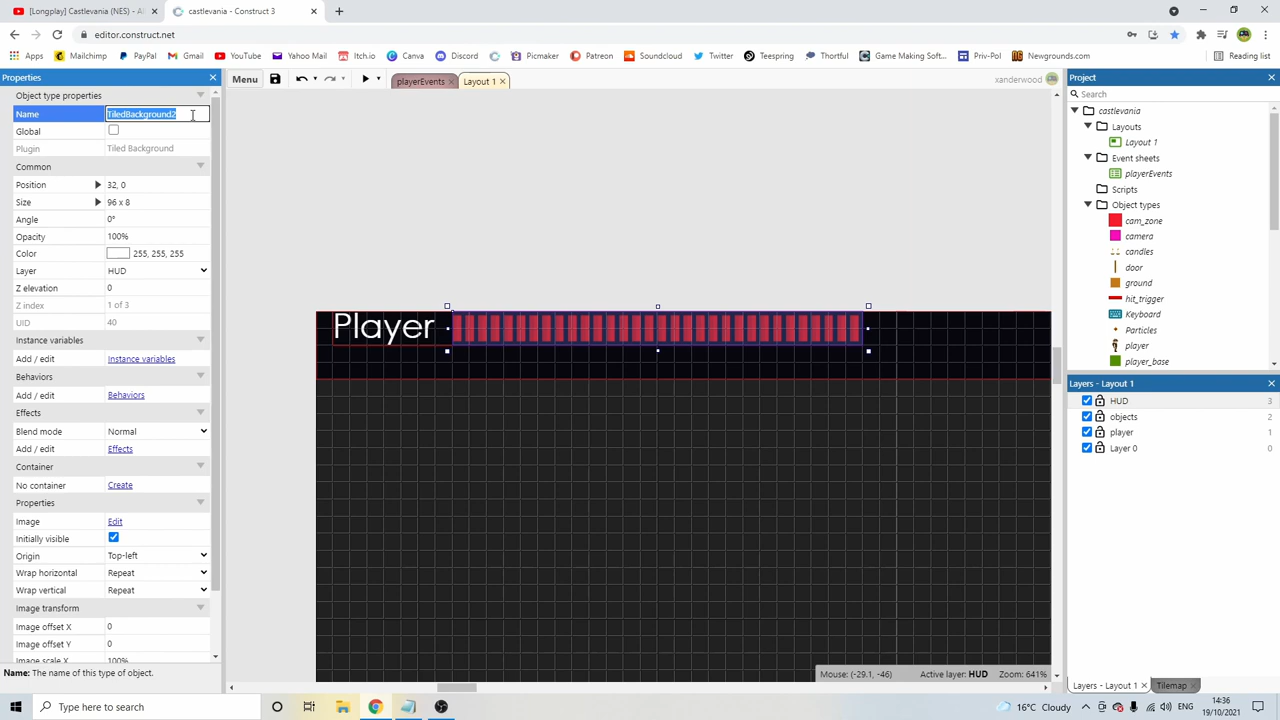 [Longplay] Castlevania (NES) - A
castlevania - Construct 3
editor.construct.net
Apps
Mailchimp
PayPal
Gmail
YouTube
Yahoo Mail
Itch.io
Canva
Discord
Picmaker
Patreon
Soundcloud
Twitter
Teespring
Thortful
Game Making Soft...
Priv-Pol
Newgrounds.com
Reading list
Properties
Menu
playerEvents
Layout 1
xanderwood
Object type properties
Name TiledBackground2
Global
Plugin Tiled Background
Common
Position 32, 0
Size 96 x 8
Angle 0°
Opacity 100%
Color 255, 255, 255
Layer HUD
Z elevation 0
Z index 1 of 3
UID 40
Instance variables
Add / edit Instance variables
Behaviors
Add / edit Behaviors
Effects
Blend mode Normal
Add / edit Effects
Container
No container Create
Properties
Image Edit
Initially visible
Origin Top-left
Wrap horizontal Repeat
Wrap vertical Repeat
Image transform
Image offset X 0
Image offset Y 0
Image scale X 100%
Name: The name of this type of object.
Player
Mouse: (-29.1, -46) Active layer: HUD Zoom: 641%
Project
Search
castlevania
Layouts
Layout 1
Event sheets
playerEvents
Scripts
Object types
cam_zone
camera
candles
door
ground
hit_trigger
Keyboard
Particles
player
player_base
Layers - Layout 1
HUD 3
objects 2
player 1
Layer 0 0
Layers - Layout 1
Tilemap
Type here to search
16°C Cloudy
ENG
14:36
19/10/2021